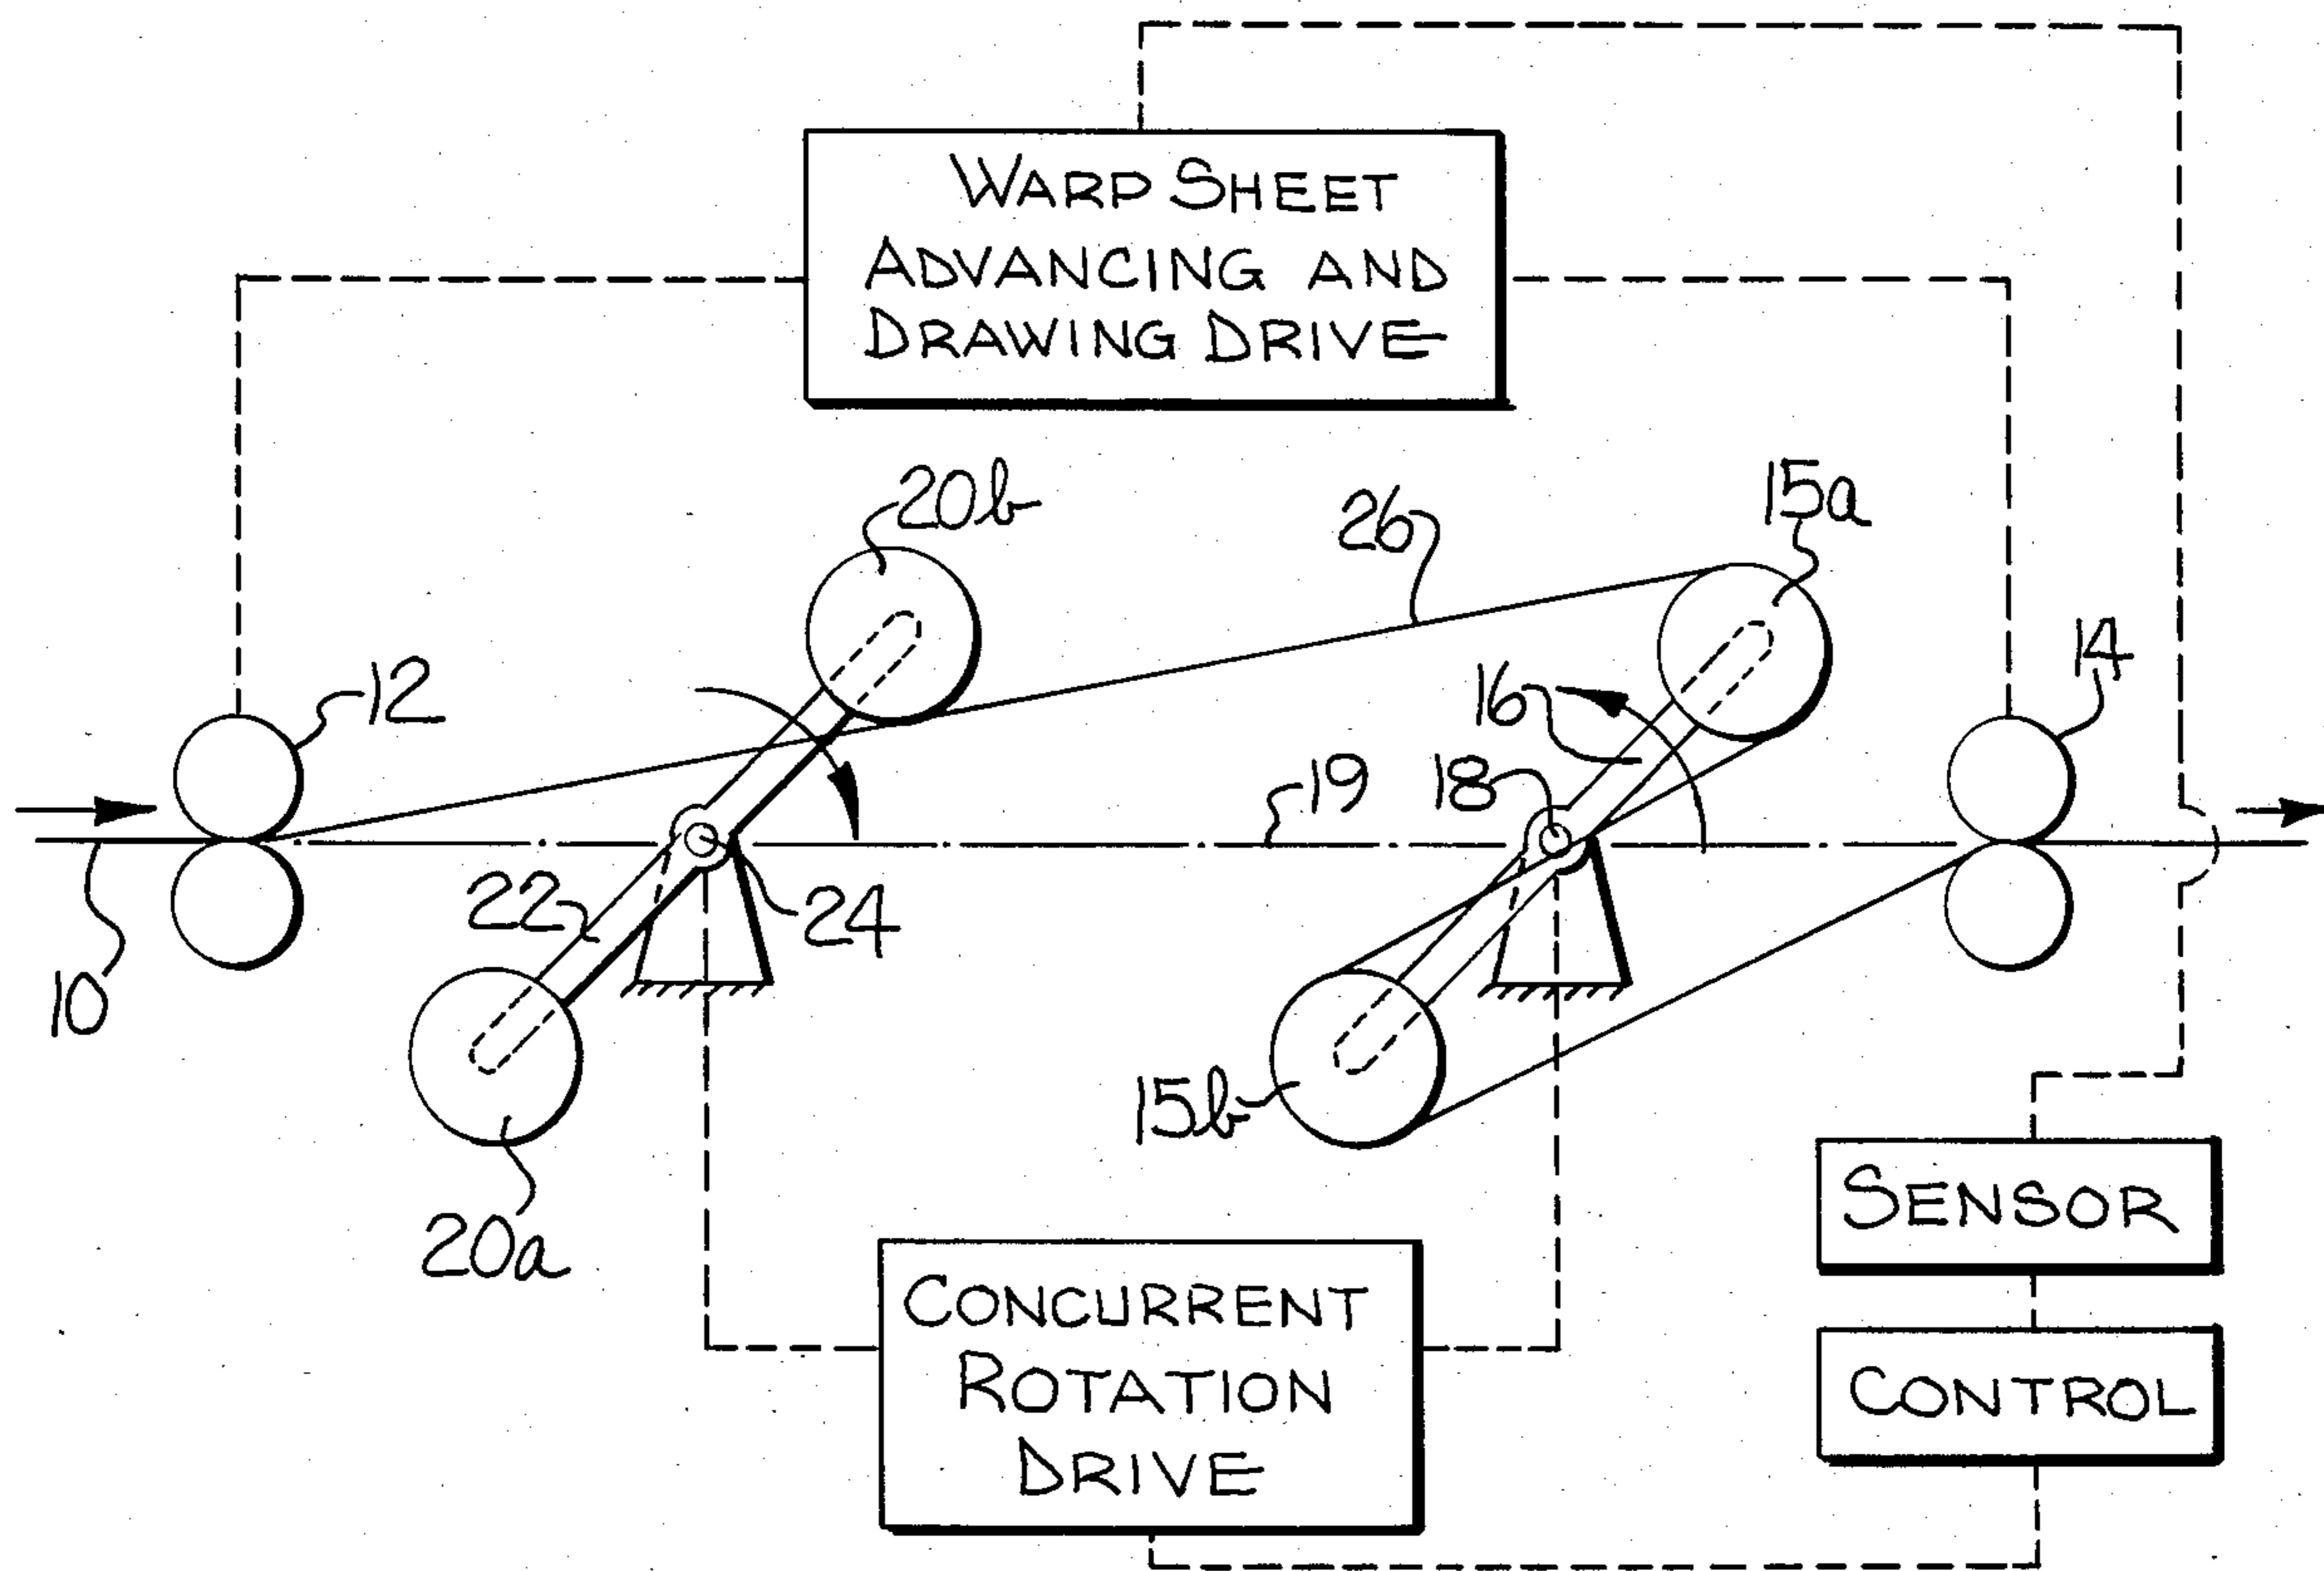 WARP SHEET
ADVANCING AND
DRAWING DRIVE
20b
26
15a
12
16
14
18
19
22
24
10
15b
20a
SENSOR
CONCURRENT
ROTATION
DRIVE
CONTROL